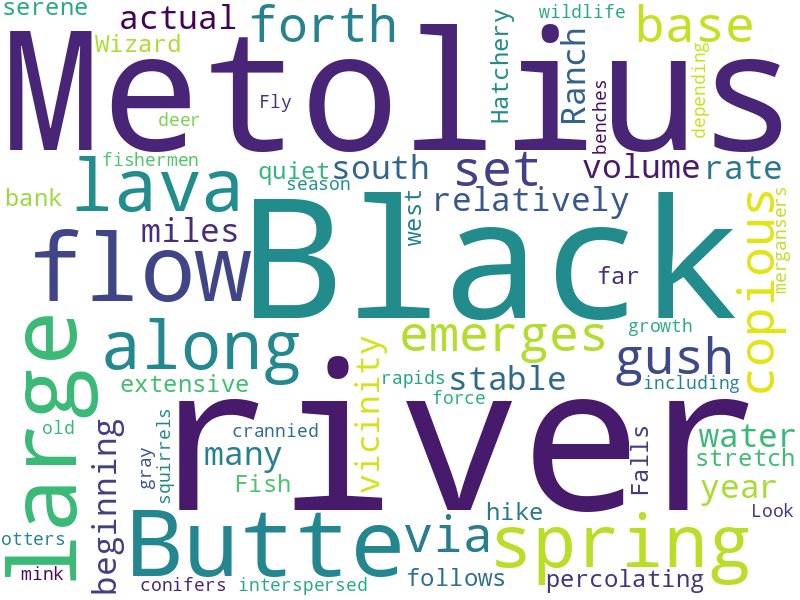 serene
actual
forth
wildlife
base
Metolius
Wizard
Hatchery
Ranch
benches
depending
Fly
deer
fishermen
lava
quiet
south
set
volume
rate
season
bank
west
relatively
miles
copious
mergansers
flow
Black
far
large
along
emerges
growth
gush
vicinity
extensive
rapids
stable
including
force
river
old
beginning
gray
squirrels
crannied
many
Falls
water
stretch
Fish
year
hike
Look
otters
Butte
via
spring
mink
conifers
interspersed
follows
percolating